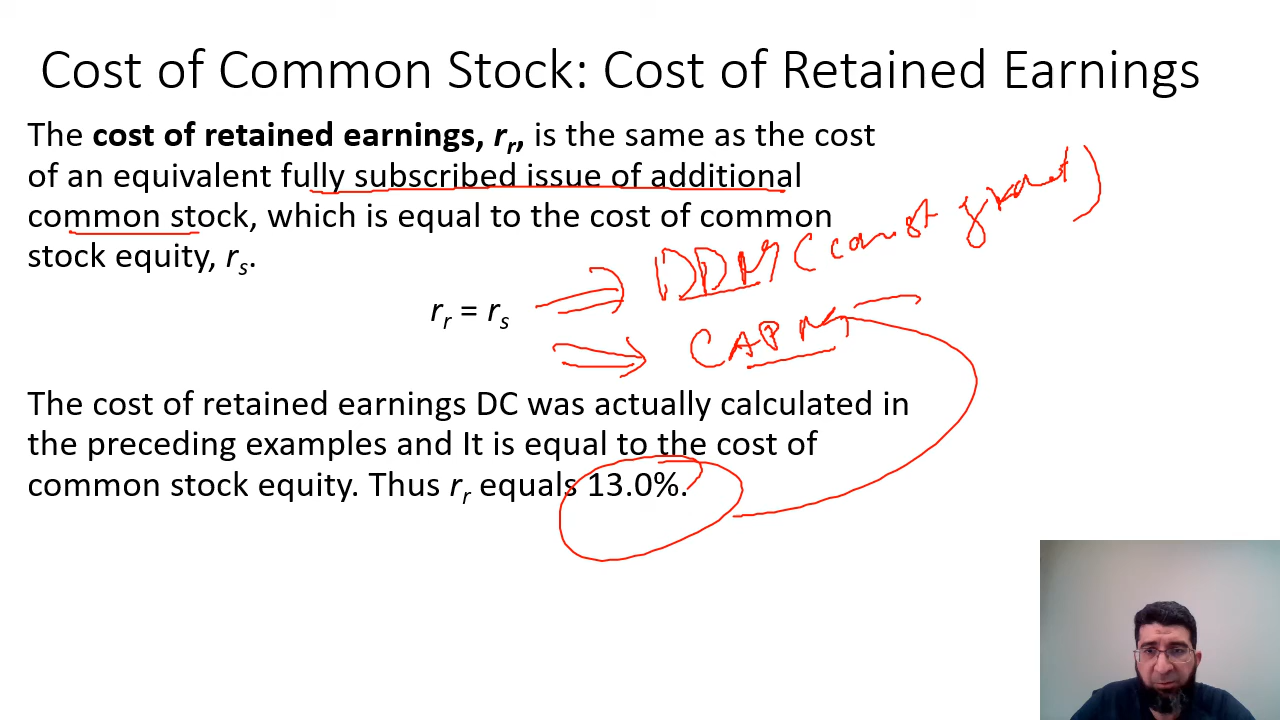 Cost of Common Stock: Cost of Retained Earnings
The cost of retained earnings, rr, is the same as the cost
of an equivalent fully subscribed issue of additional
common stock, which is equal to the cost of common
stock equity, rs.
rr = rs
DDM (const growt)
CAPM
The cost of retained earnings DC was actually calculated in
the preceding examples and It is equal to the cost of
common stock equity. Thus rr equals 13.0%.